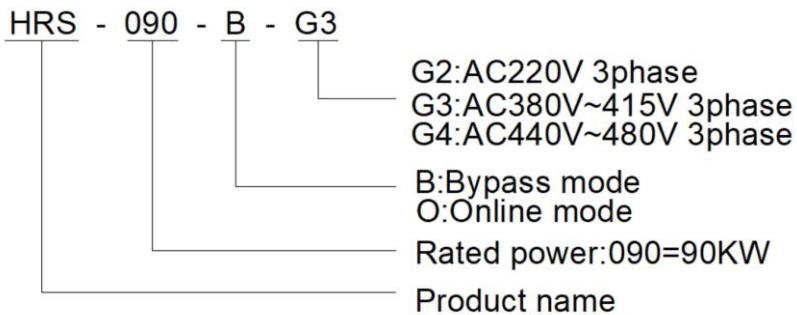 HRS - 090 - B - G3
G2:AC220V 3phase
G3:AC380V~415V 3phase
G4:AC440V~480V 3phase
B:Bypass mode
O:Online mode
Rated power:090=90KW
Product name